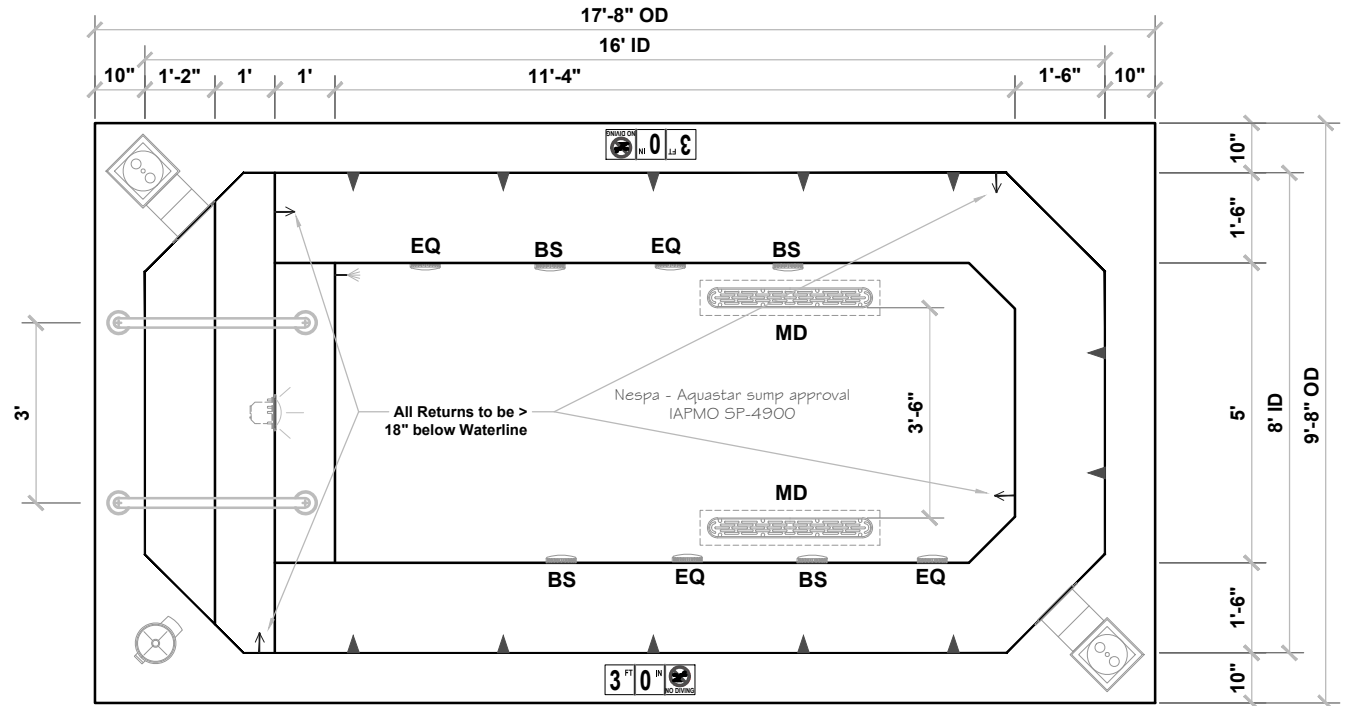 17'-8" OD
16' ID
10" 1'-2" 1' 1' 11'-4" 1'-6" 10"
NO DIVING 0 IN 3 FT
10"
1'-6"
EQ BS EQ BS
MD
3'
All Returns to be >
18" below Waterline
Nespa - Aquastar sump approval
IAPMO SP-4900
3'-6"
5'
8' ID
9'-8" OD
MD
BS EQ BS EQ
1'-6"
3 FT 0 IN NO DIVING
10"